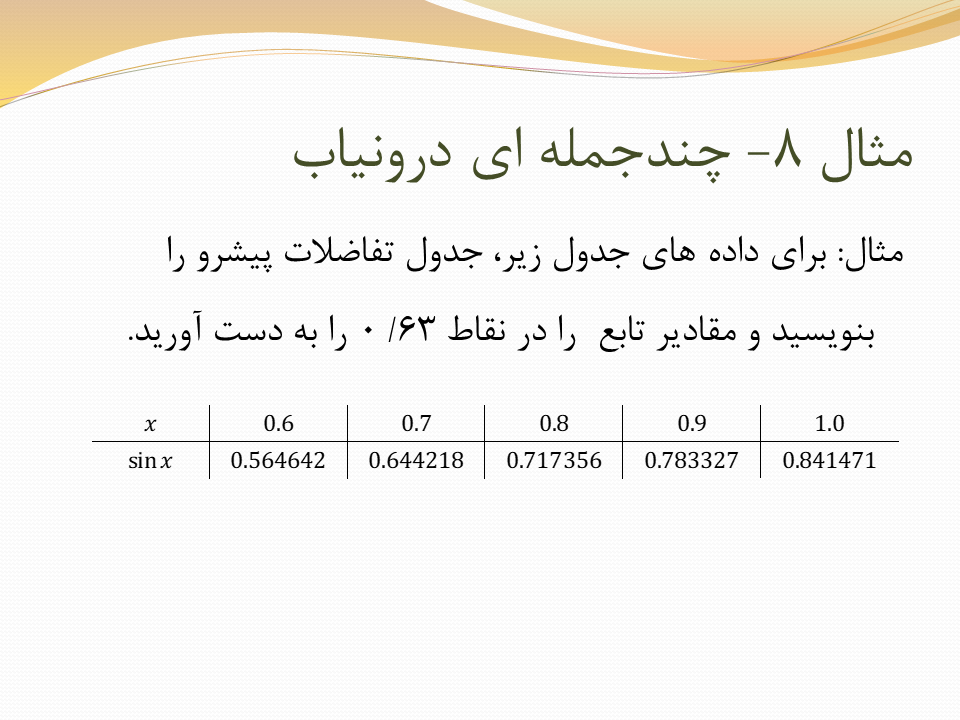 مثال ۸- چندجمله ای درونیاب
مثال: برای داده های جدول زیر، جدول تفاضلات پیشرو را
بنویسید و مقادیر تابع را در نقاط ۶۳/ ۰ را به دست آورید.
x 0.6 0.7 0.8 0.9 1.0
sin x 0.564642 0.644218 0.717356 0.783327 0.841471